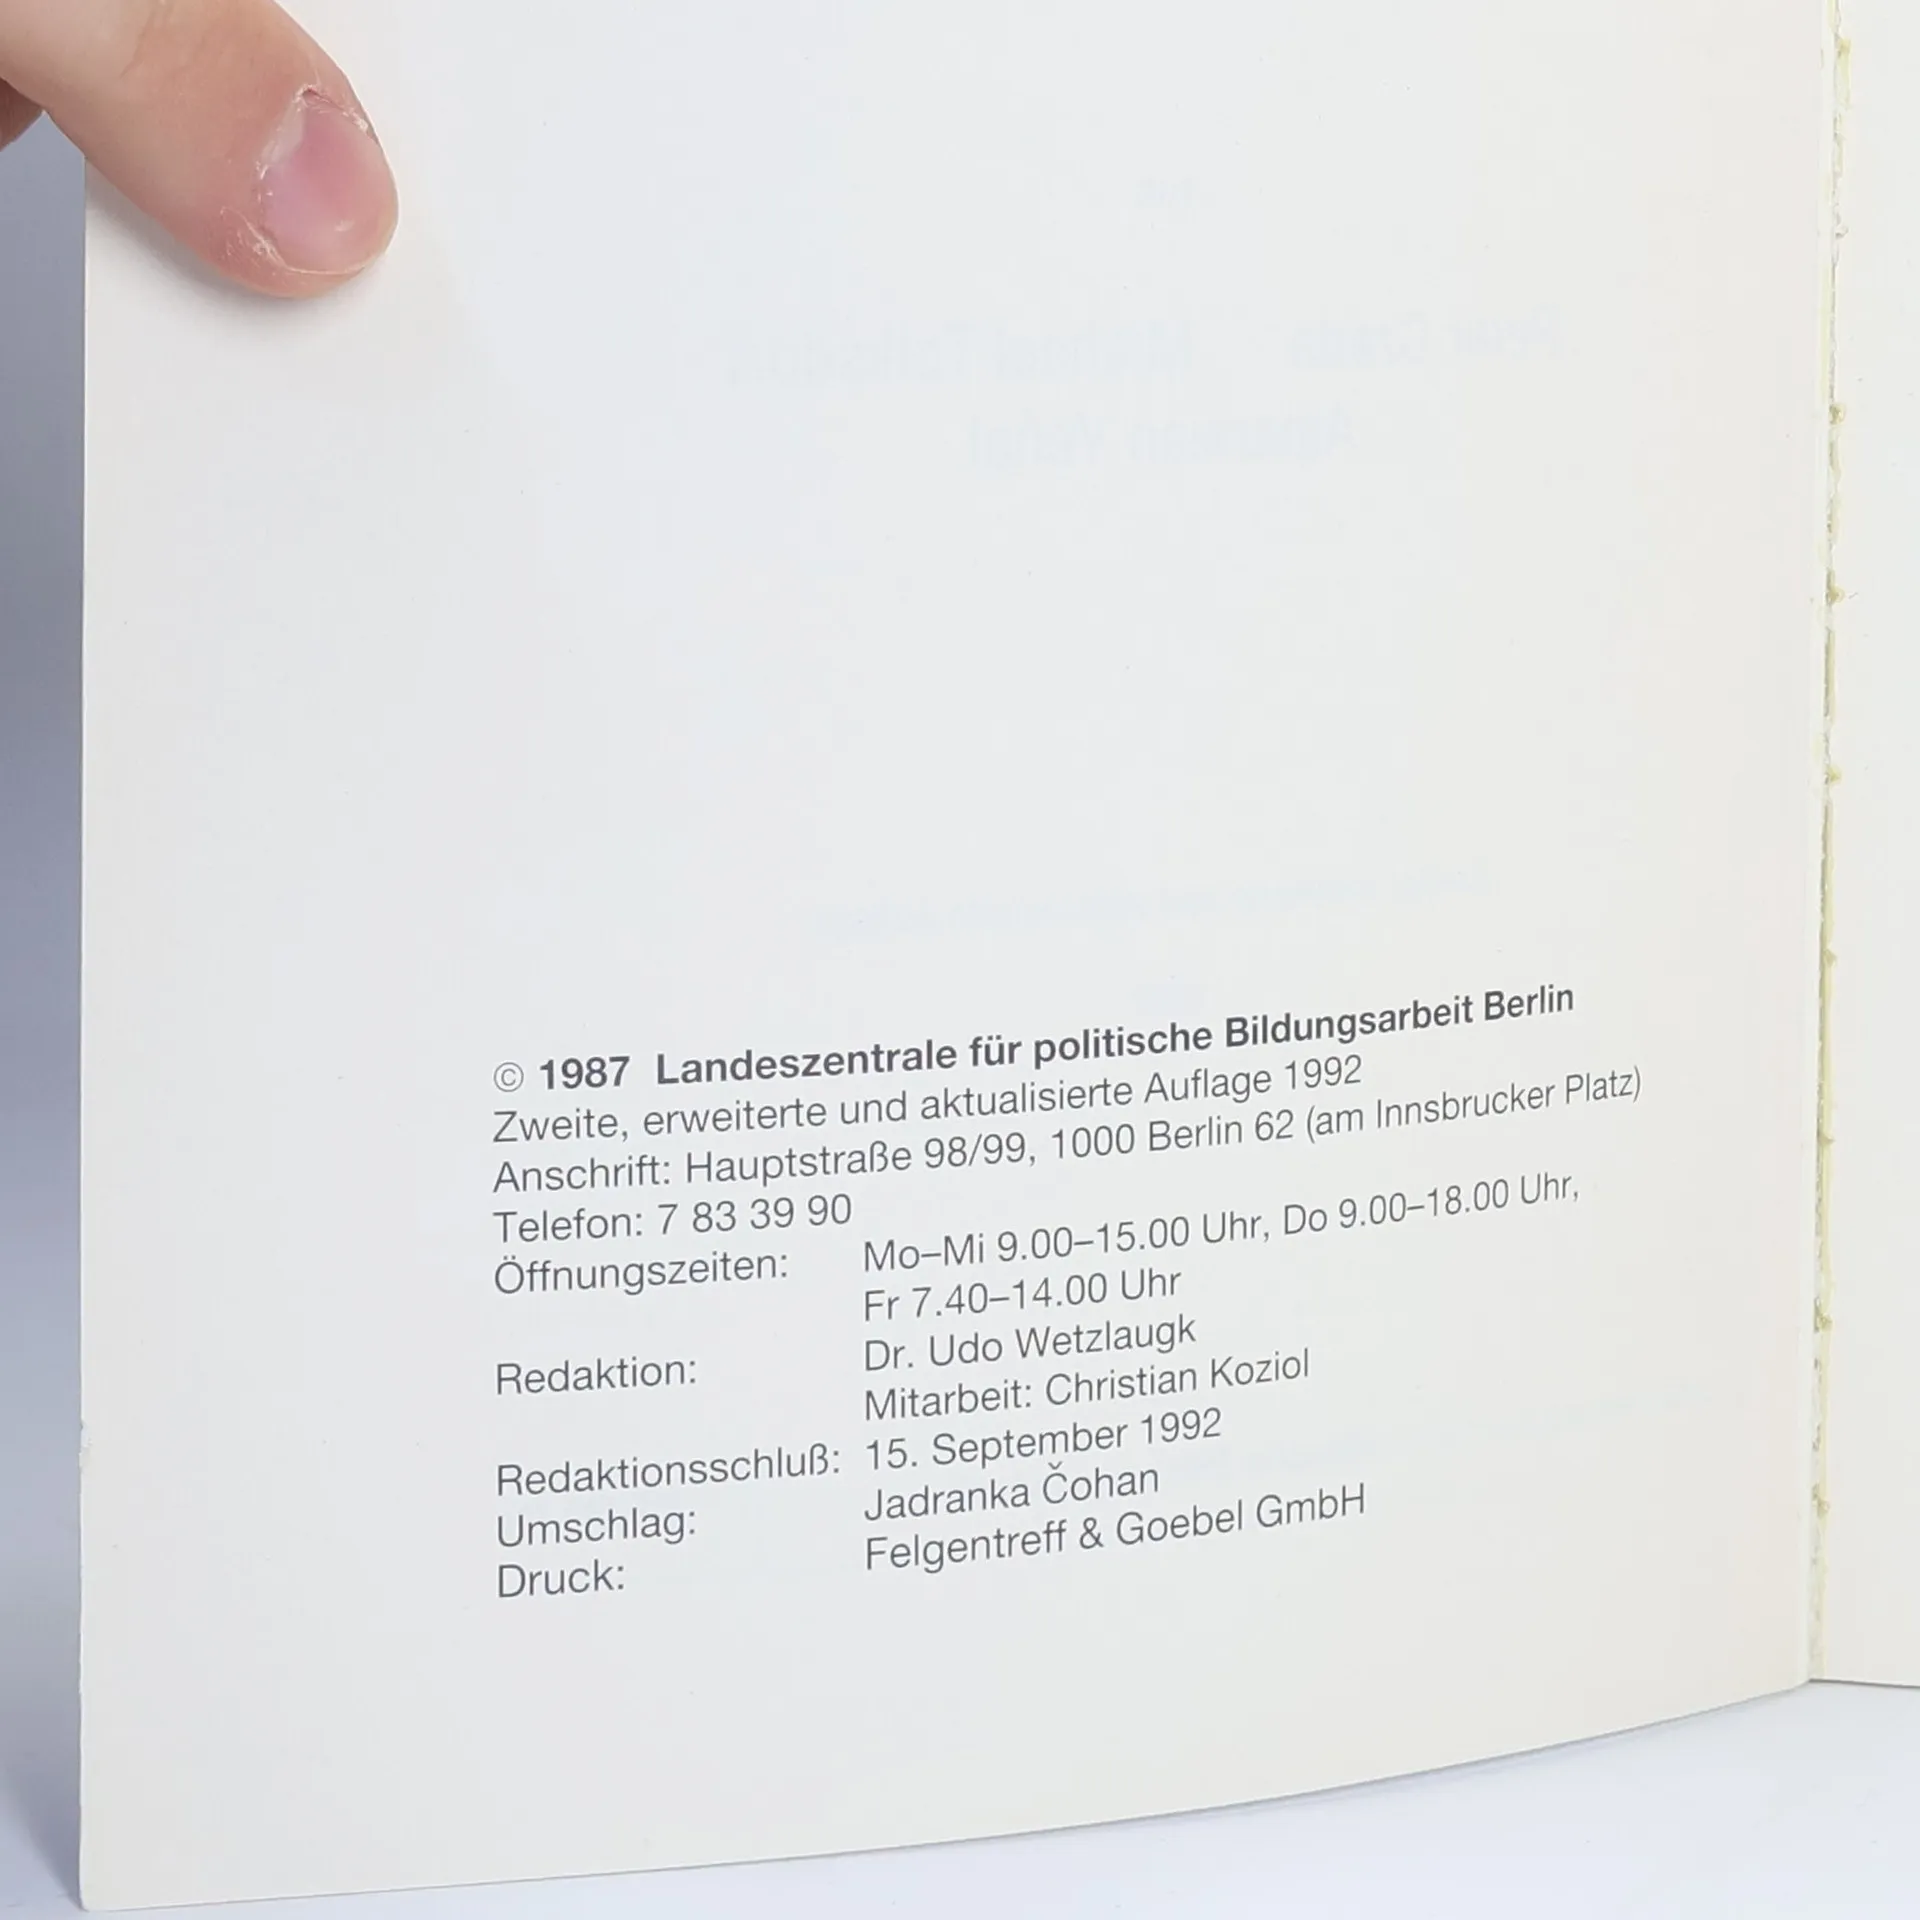 © 1987 Landeszentrale für politische Bildungsarbeit Berlin
Zweite, erweiterte und aktualisierte Auflage 1992
Anschrift: Hauptstraße 98/99, 1000 Berlin 62 (am Innsbrucker Platz)
Telefon: 7 83 39 90
Öffnungszeiten: Mo–Mi 9.00–15.00 Uhr, Do 9.00–18.00 Uhr,
Fr 7.40–14.00 Uhr
Redaktion: Dr. Udo Wetzlaugk
Mitarbeit: Christian Koziol
Redaktionsschluß: 15. September 1992
Umschlag: Jadranka Čohan
Druck: Felgentreff & Goebel GmbH